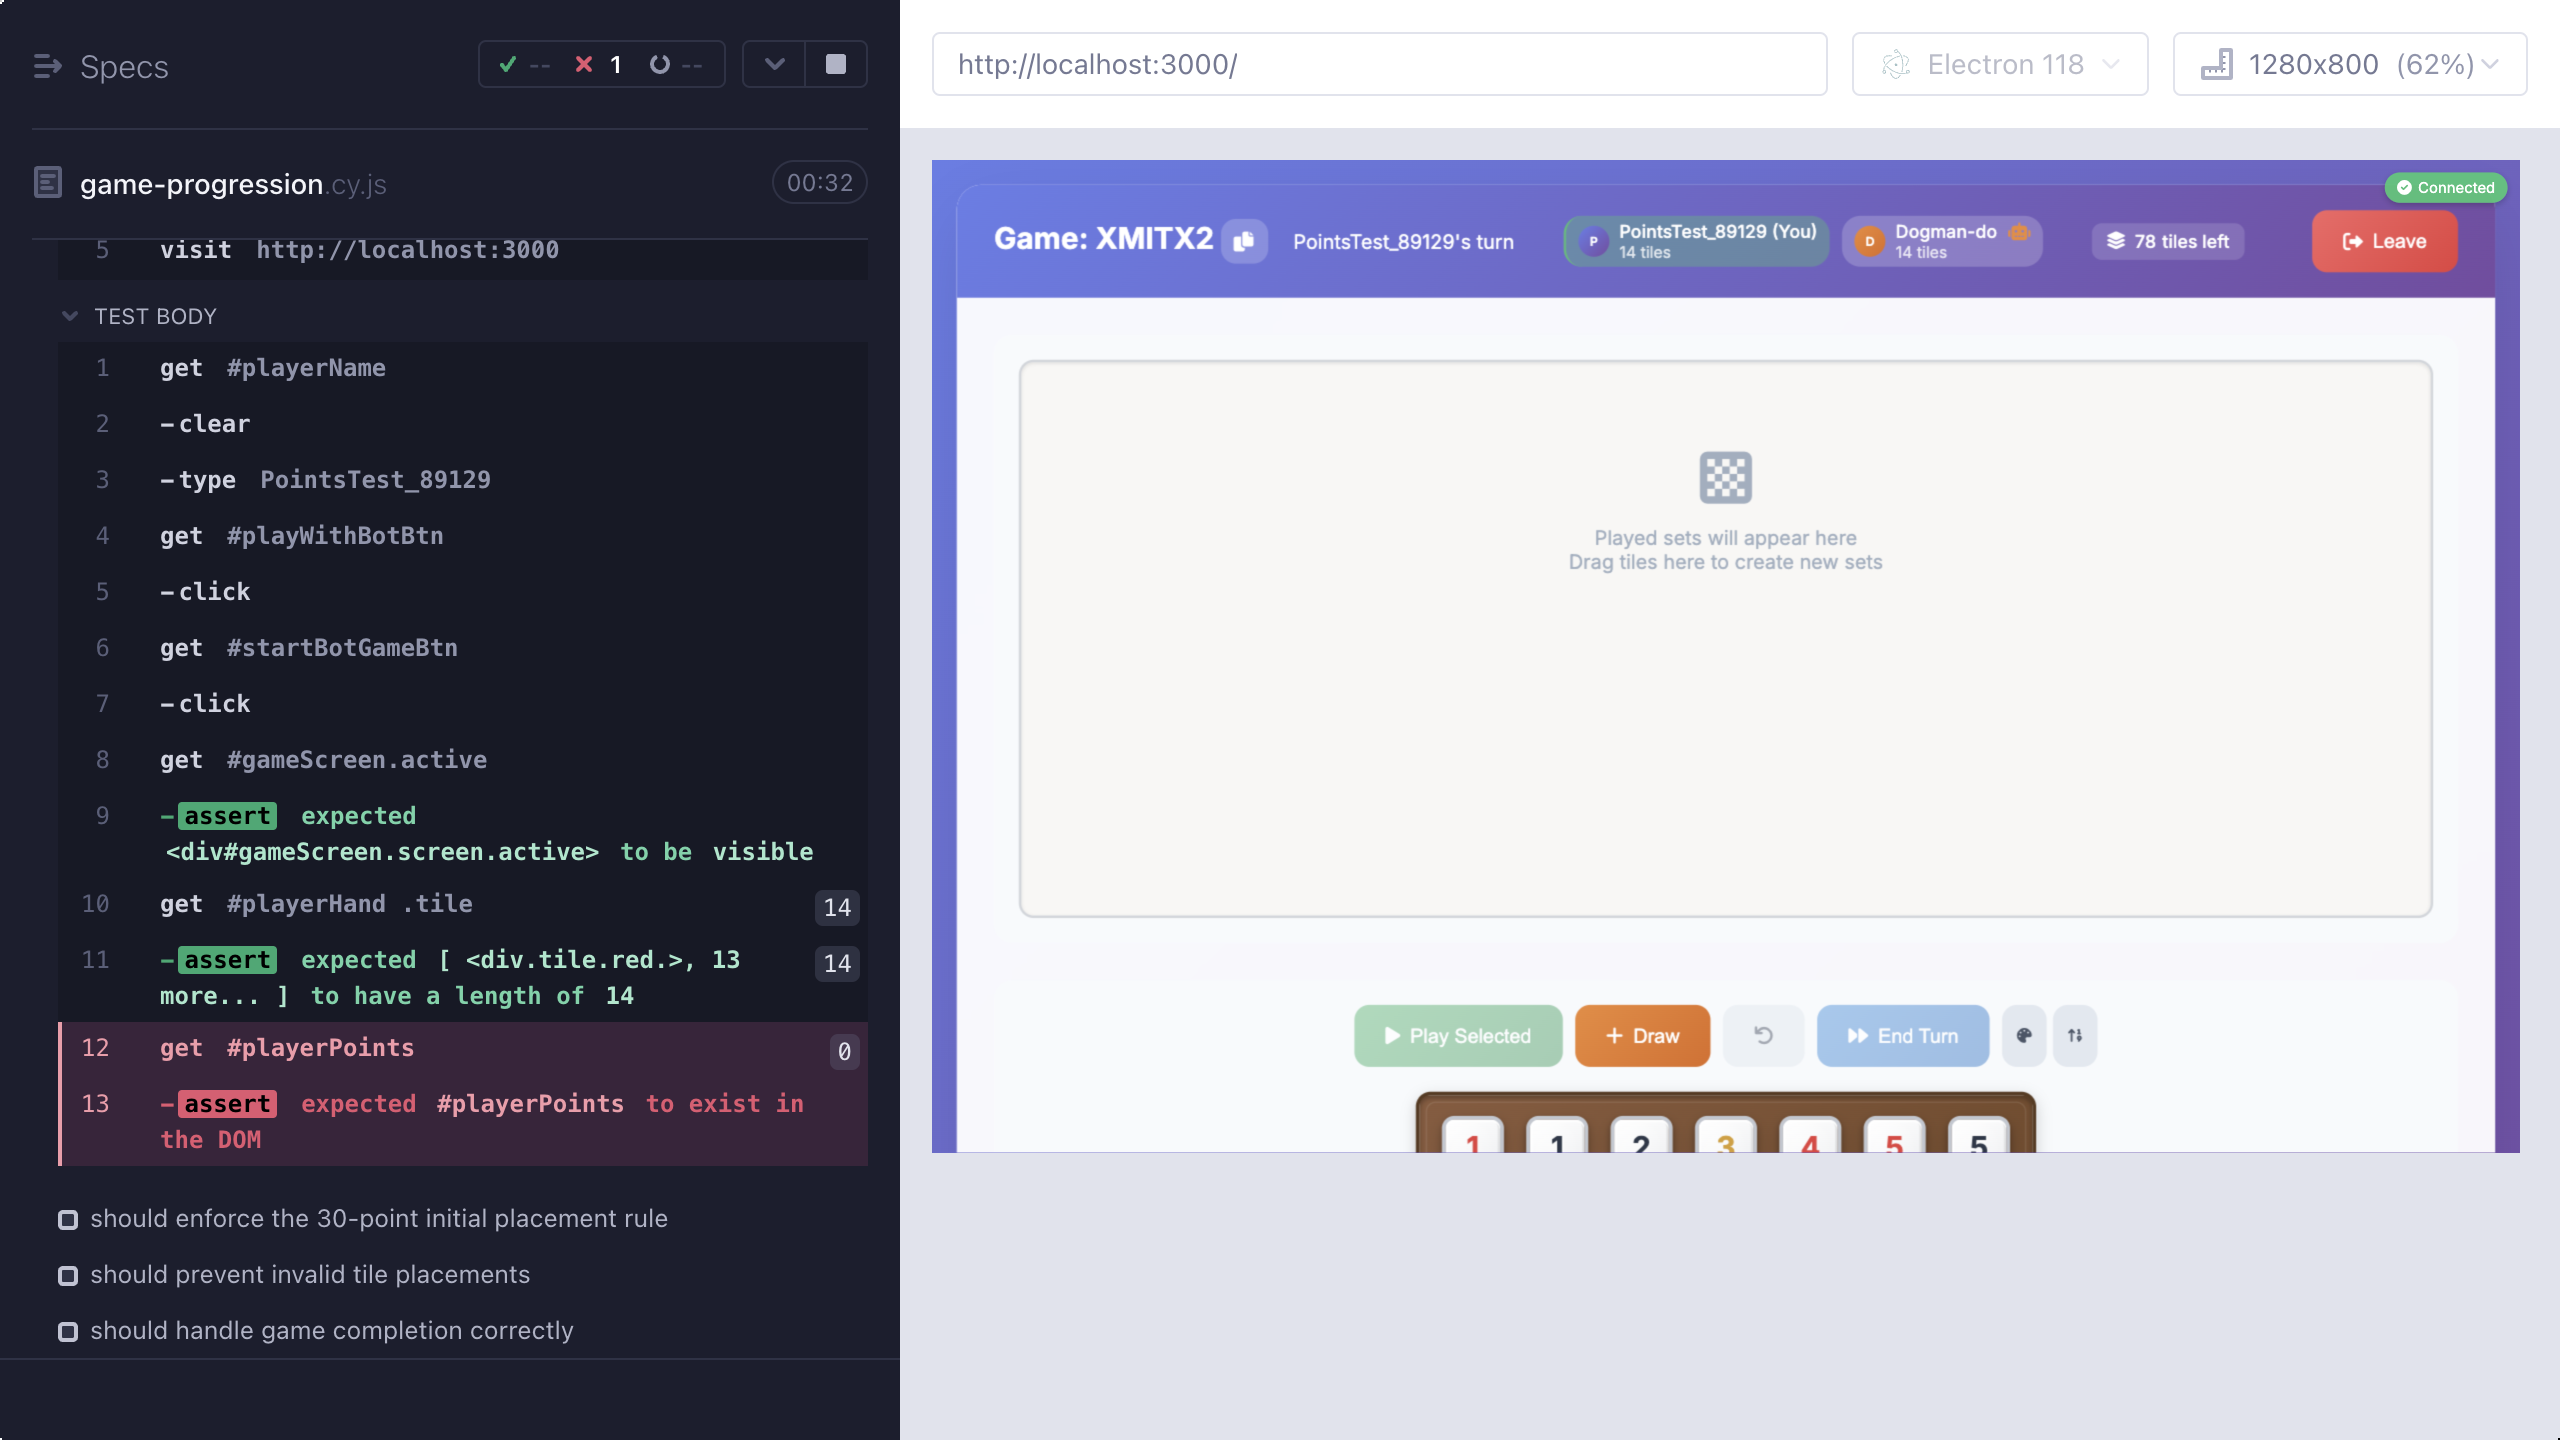 Specs
--
1
--
game-progression.cy.js
00:32
5 visit http://localhost:3000
TEST BODY
1 get #playerName
2 -clear
3 -type PointsTest_89129
4 get #playWithBotBtn
5 -click
6 get #startBotGameBtn
7 -click
8 get #gameScreen.active
9 -assert expected
<div#gameScreen.screen.active> to be visible
10 get #playerHand .tile 14
11 -assert expected [ <div.tile.red.>, 13 14
more... ] to have a length of 14
12 get #playerPoints 0
13 -assert expected #playerPoints to exist in
the DOM
should enforce the 30-point initial placement rule
should prevent invalid tile placements
should handle game completion correctly
http://localhost:3000/
Electron 118
1280x800 (62%)
Connected
Game: XMITX2
PointsTest_89129's turn
P
PointsTest_89129 (You)
14 tiles
D
Dogman-do
14 tiles
78 tiles left
Leave
Played sets will appear here
Drag tiles here to create new sets
Play Selected
Draw
End Turn
1 1 2 3 4 5 5